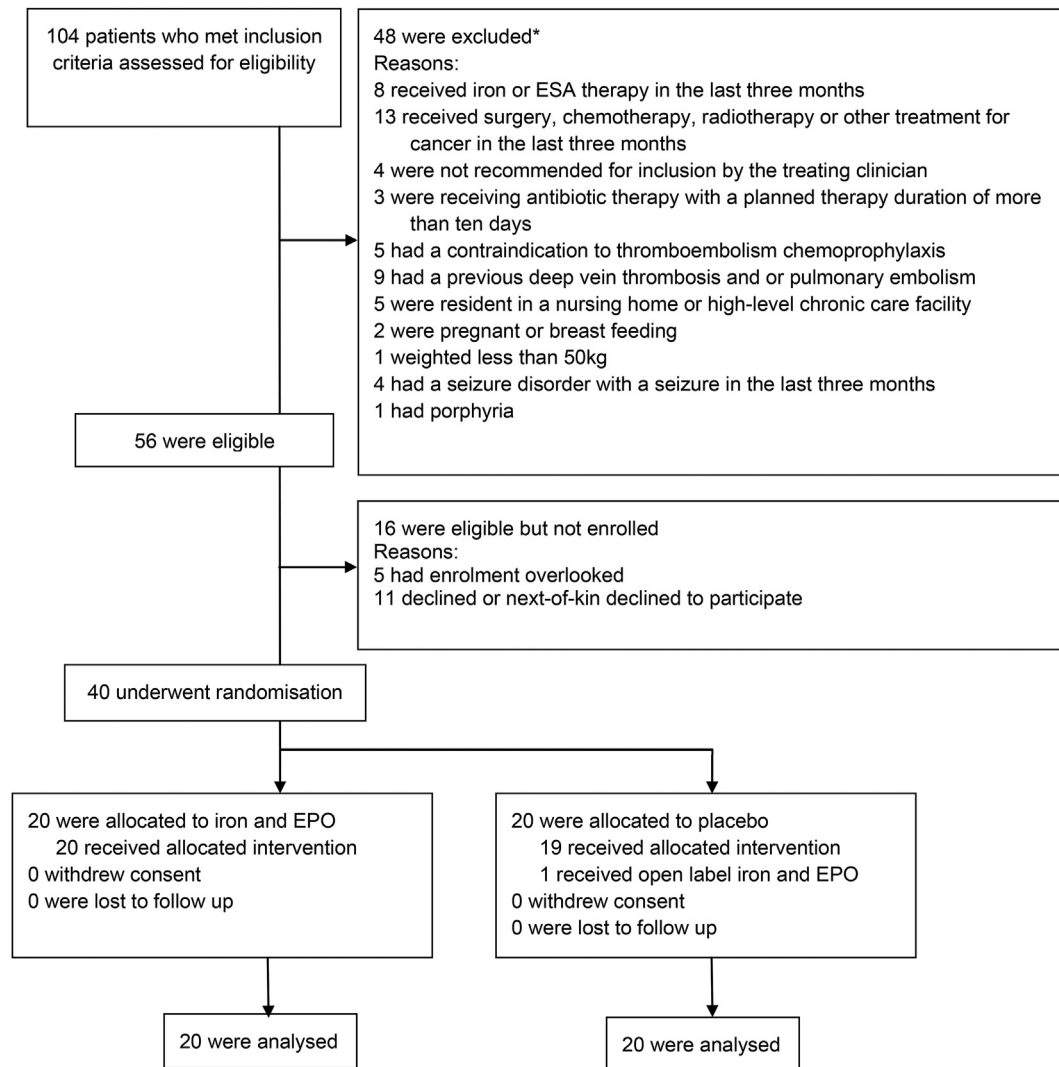 104 patients who met inclusion
criteria assessed for eligibility
48 were excluded*
Reasons:
8 received iron or ESA therapy in the last three months
13 received surgery, chemotherapy, radiotherapy or other treatment for
cancer in the last three months
4 were not recommended for inclusion by the treating clinician
3 were receiving antibiotic therapy with a planned therapy duration of more
than ten days
5 had a contraindication to thromboembolism chemoprophylaxis
9 had a previous deep vein thrombosis and or pulmonary embolism
5 were resident in a nursing home or high-level chronic care facility
2 were pregnant or breast feeding
1 weighted less than 50kg
4 had a seizure disorder with a seizure in the last three months
1 had porphyria
56 were eligible
16 were eligible but not enrolled
Reasons:
5 had enrolment overlooked
11 declined or next-of-kin declined to participate
40 underwent randomisation
20 were allocated to iron and EPO
20 received allocated intervention
0 withdrew consent
0 were lost to follow up
20 were allocated to placebo
19 received allocated intervention
1 received open label iron and EPO
0 withdrew consent
0 were lost to follow up
20 were analysed
20 were analysed